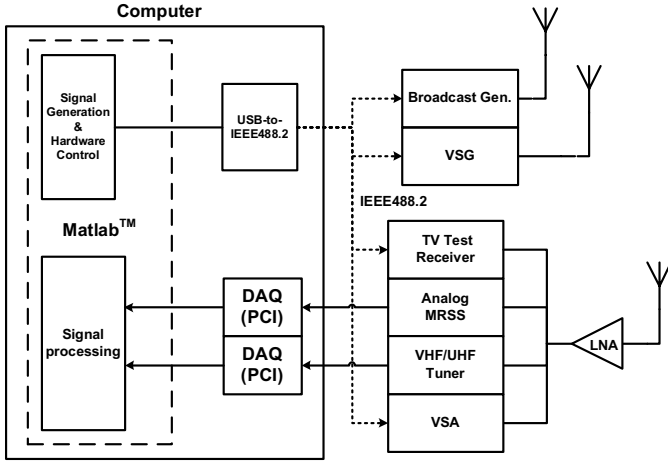 Computer
Signal
Generation
&
Hardware
Control
USB-to-
IEEE488.2
Broadcast Gen.
VSG
IEEE488.2
Matlab™
TV Test
Receiver
Analog
MRSS
VHF/UHF
Tuner
VSA
DAQ
(PCI)
DAQ
(PCI)
Signal
processing
LNA